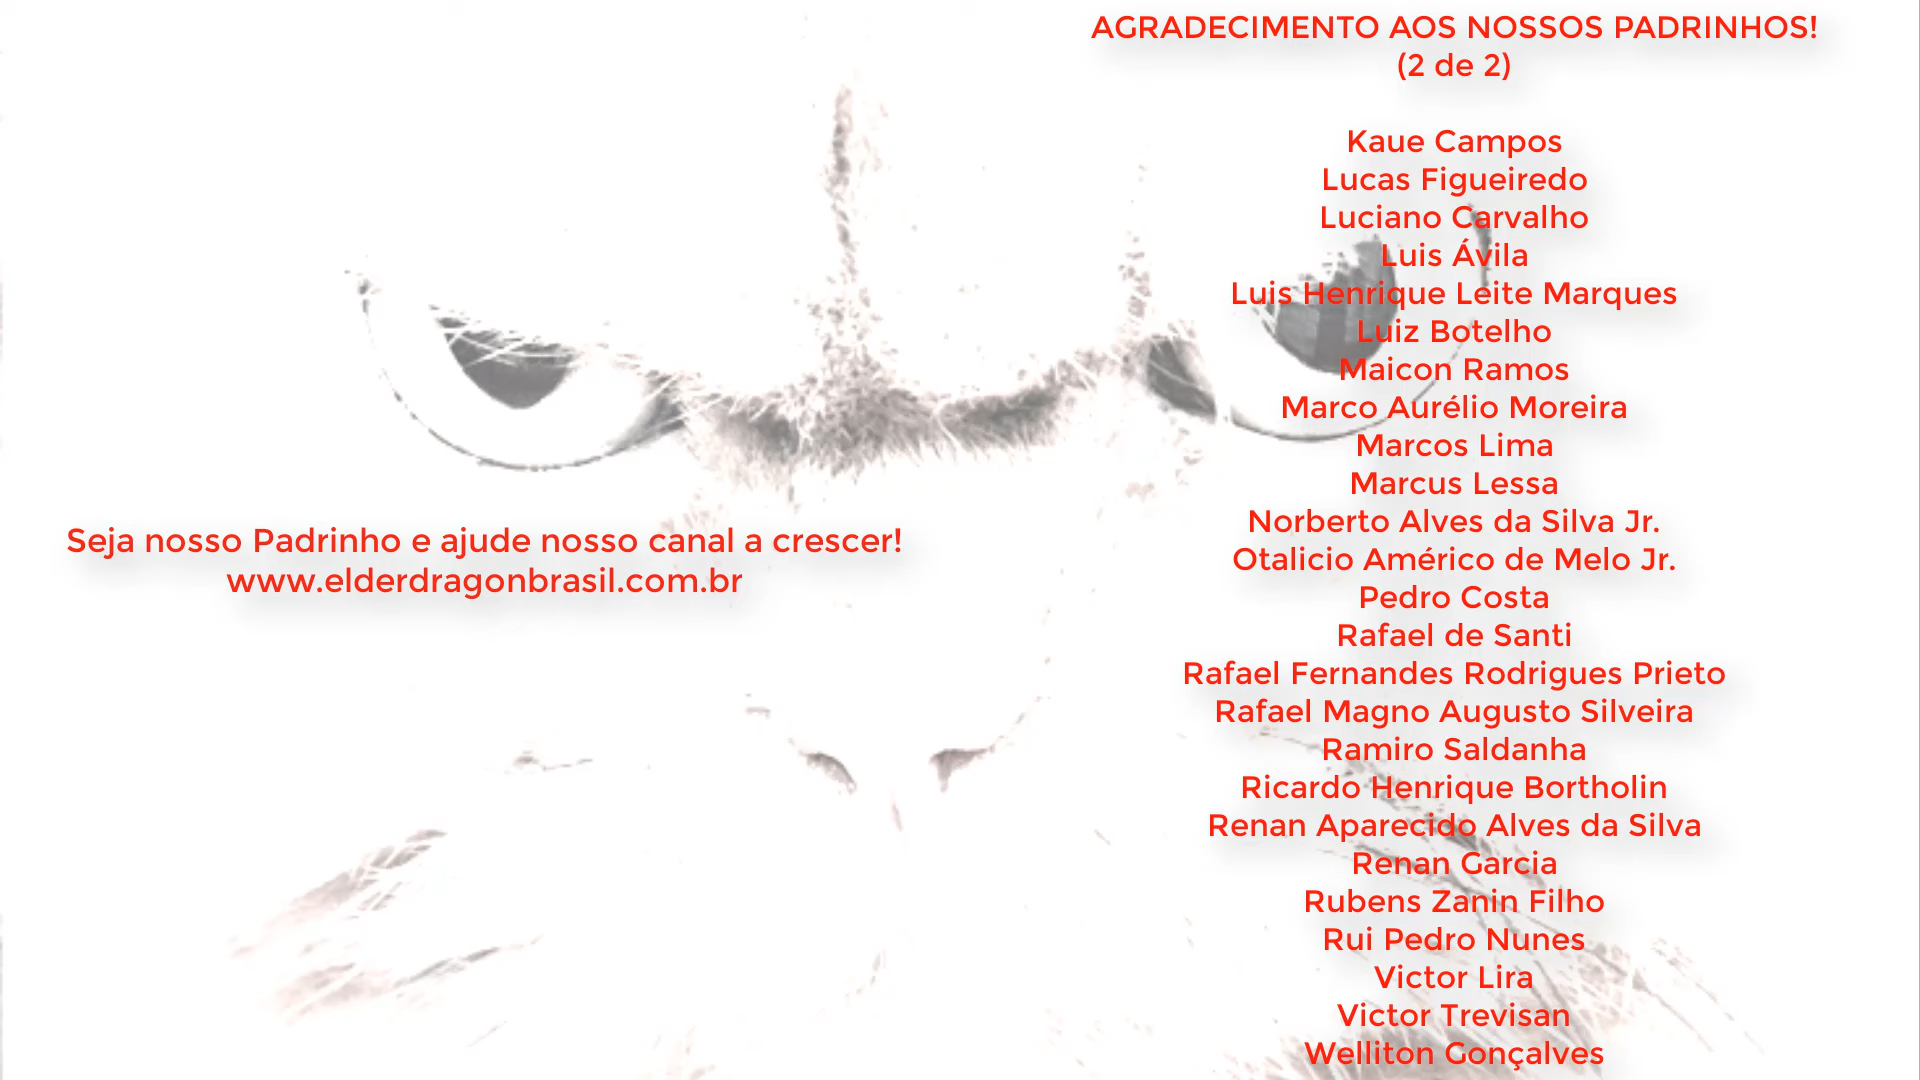 AGRADECIMENTO AOS NOSSOS PADRINHOS!
(2 de 2)
Kaue Campos
Lucas Figueiredo
Luciano Carvalho
Luis Ávila
Luis Henrique Leite Marques
Luiz Botelho
Maicon Ramos
Marco Aurélio Moreira
Marcos Lima
Marcus Lessa
Norberto Alves da Silva Jr.
Otalicio Américo de Melo Jr.
Pedro Costa
Rafael de Santi
Rafael Fernandes Rodrigues Prieto
Rafael Magno Augusto Silveira
Ramiro Saldanha
Ricardo Henrique Bortholin
Renan Aparecido Alves da Silva
Renan Garcia
Rubens Zanin Filho
Rui Pedro Nunes
Victor Lira
Victor Trevisan
Welliton Gonçalves
Seja nosso Padrinho e ajude nosso canal a crescer!
www.elderdragonbrasil.com.br